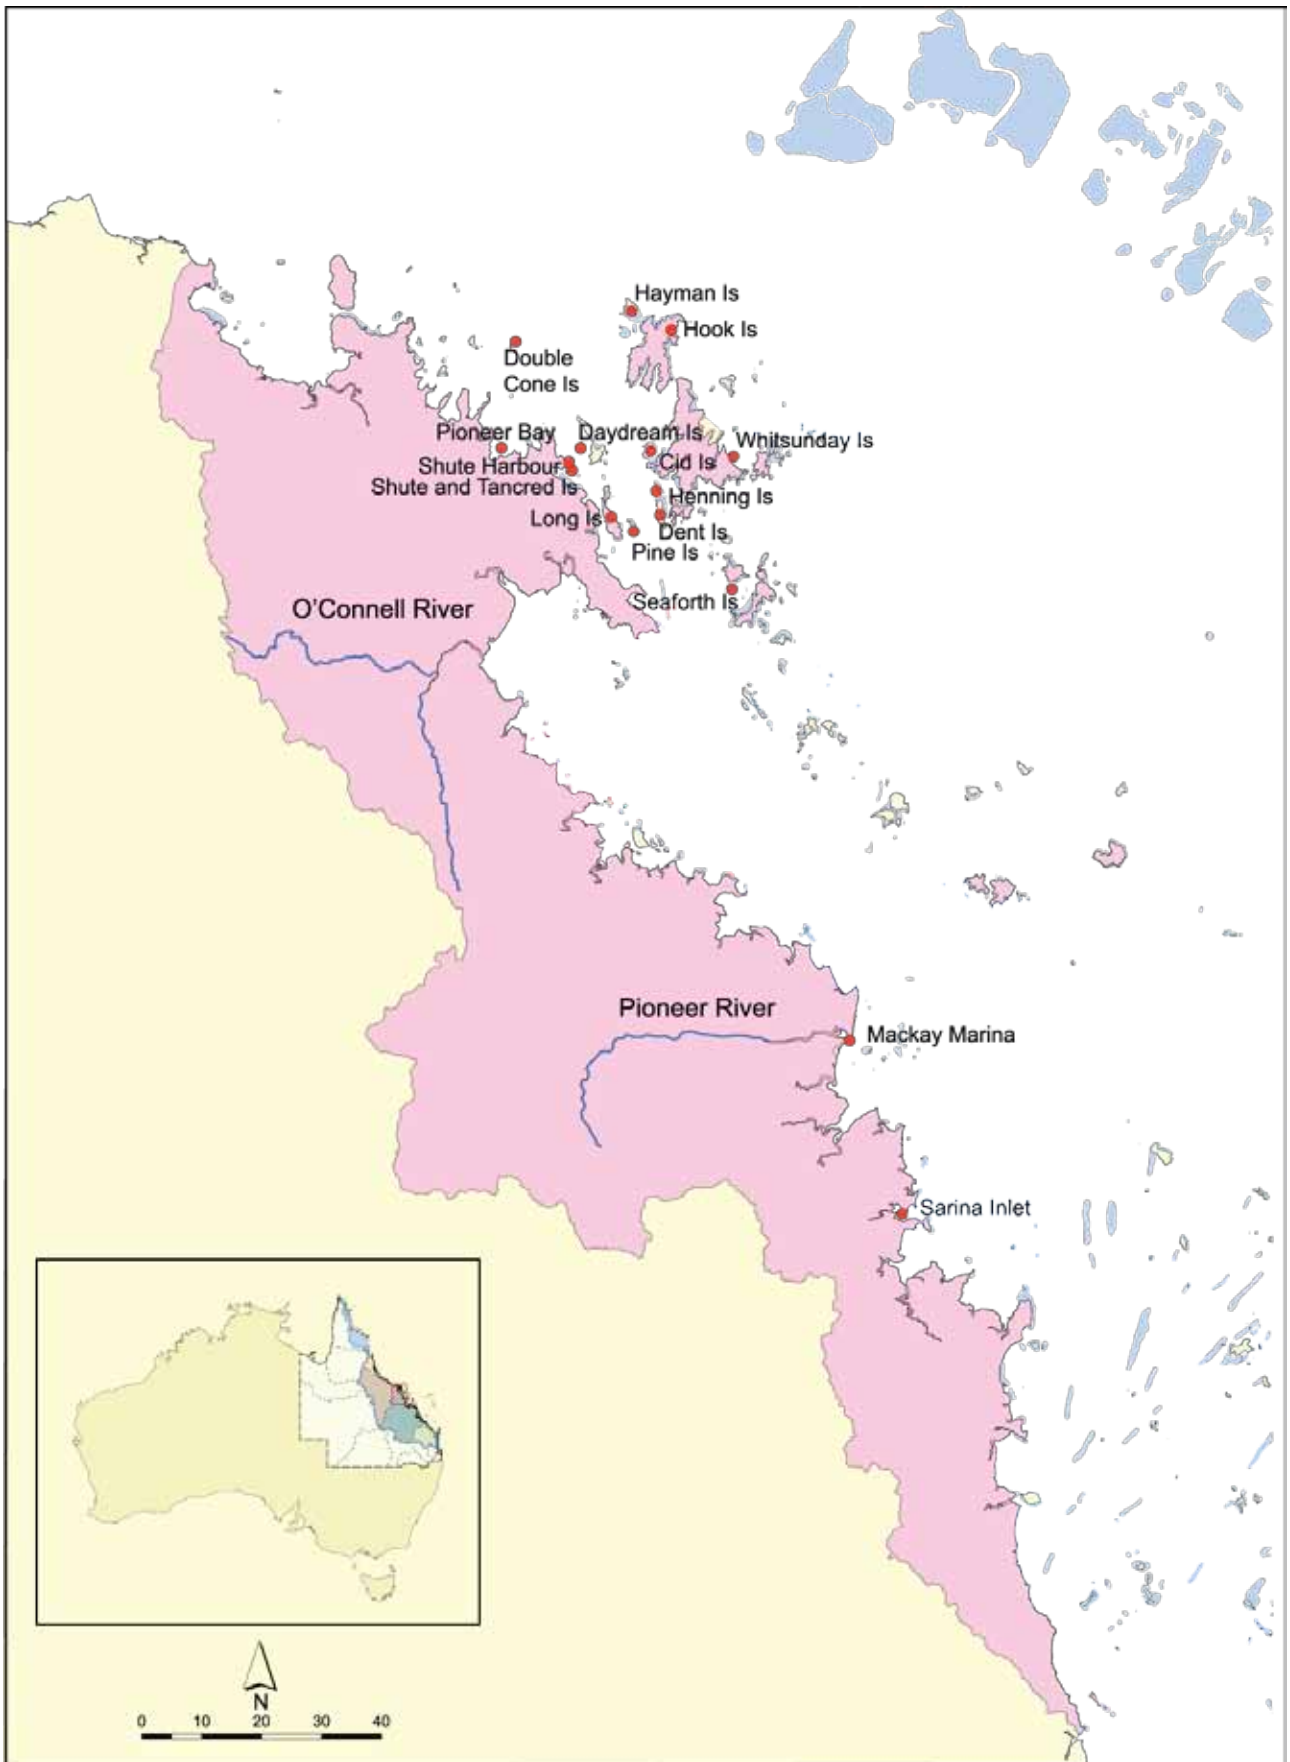 Hayman Is
Hook Is
Double
Cone Is
Pioneer Bay
Daydream Is
Whitsunday Is
Shute Harbour
Cid Is
Shute and Tancred Is
Henning Is
Long Is
Dent Is
Pine Is
Seaforth Is
O'Connell River
Pioneer River
Mackay Marina
Sarina Inlet
N
0 10 20 30 40